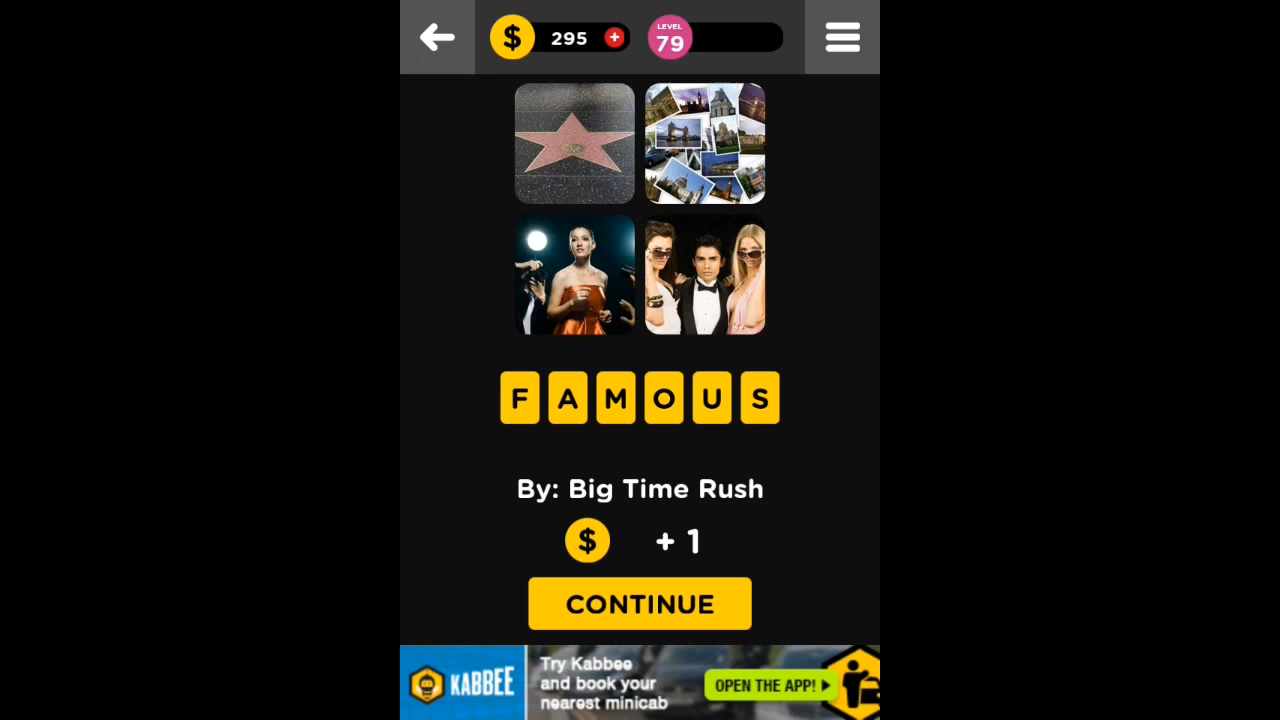 $ 295 +
LEVEL
79
FAMOUS
By: Big Time Rush
$ + 1
CONTINUE
KABBEE
Try Kabbee
and book your
nearest minicab
OPEN THE APP!